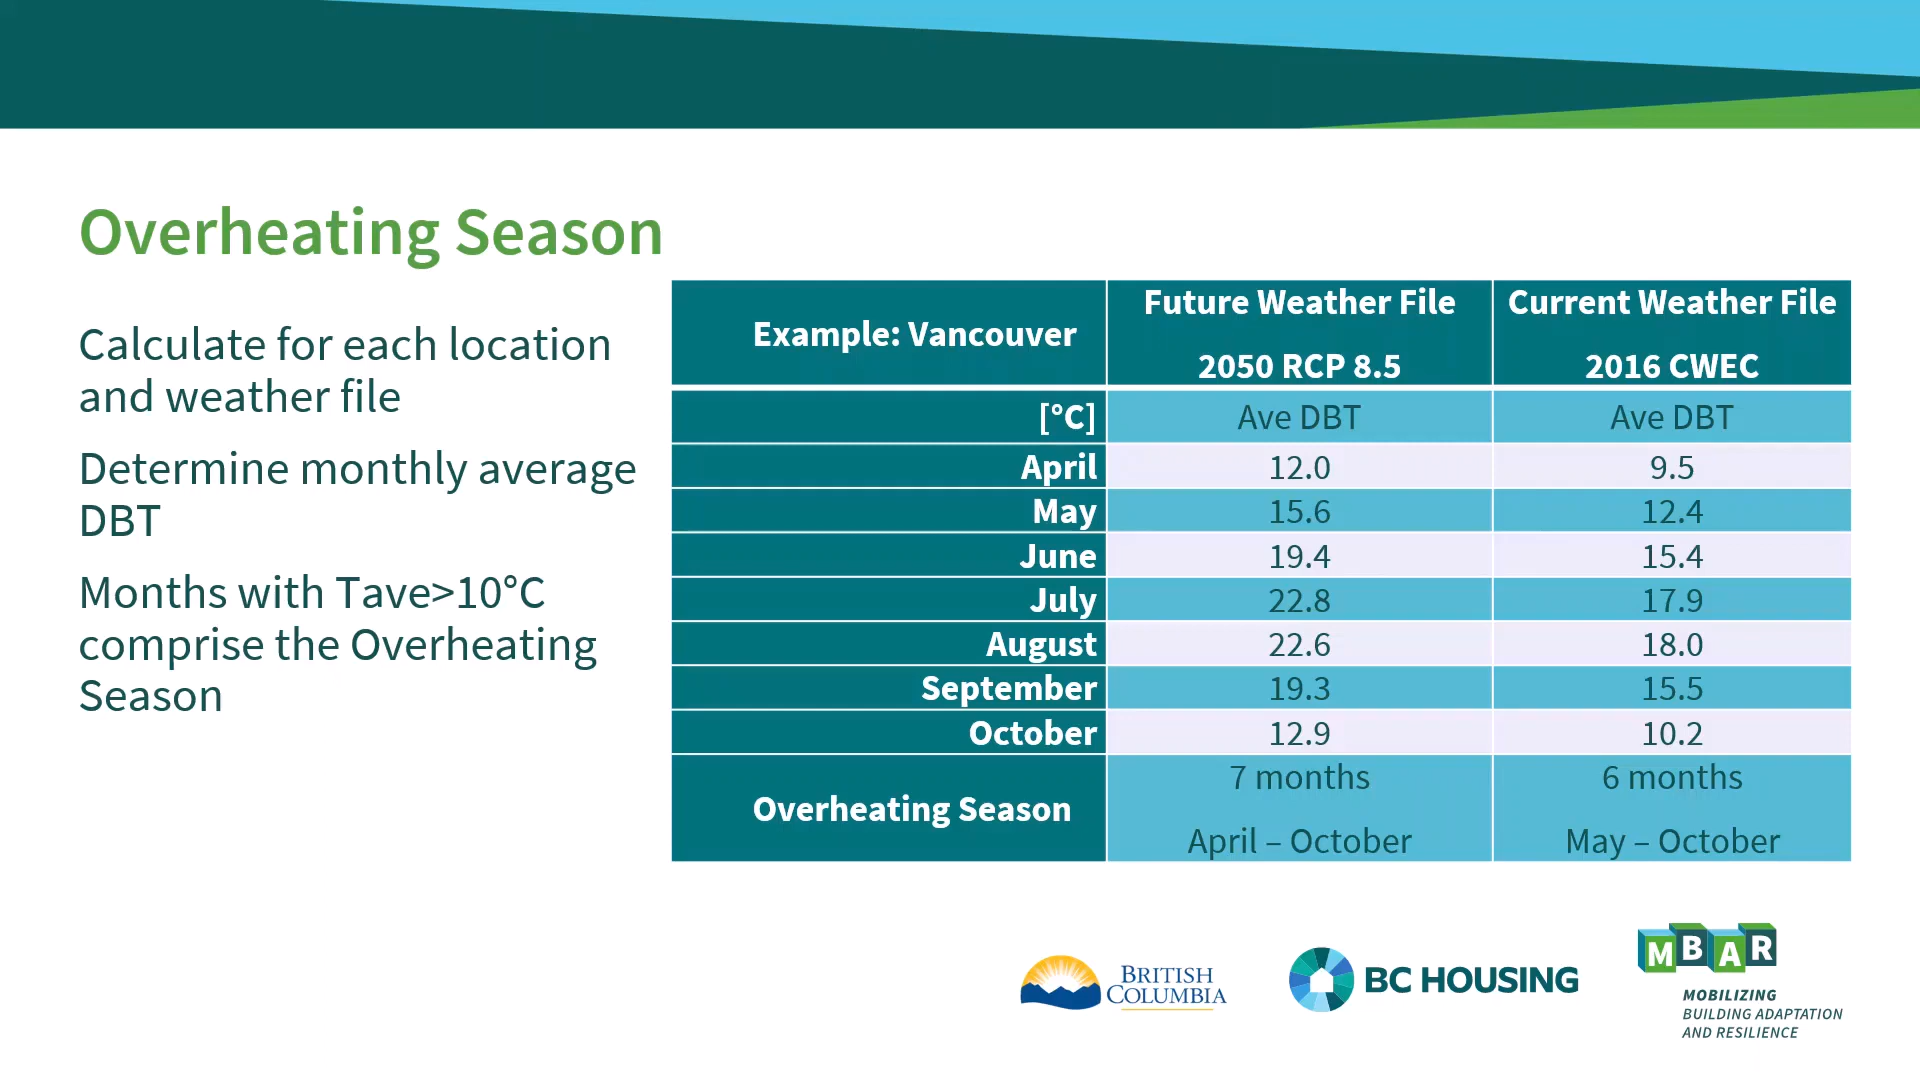 Overheating Season
Calculate for each location
and weather file
Determine monthly average
DBT
Months with Tave>10°C
comprise the Overheating
Season
Example: Vancouver
Future Weather File
2050 RCP 8.5
Current Weather File
2016 CWEC
[°C] Ave DBT Ave DBT
April 12.0 9.5
May 15.6 12.4
June 19.4 15.4
July 22.8 17.9
August 22.6 18.0
September 19.3 15.5
October 12.9 10.2
Overheating Season
7 months
April – October
6 months
May – October
BRITISH
COLUMBIA
BC HOUSING
MBAR
MOBILIZING
BUILDING ADAPTATION
AND RESILIENCE